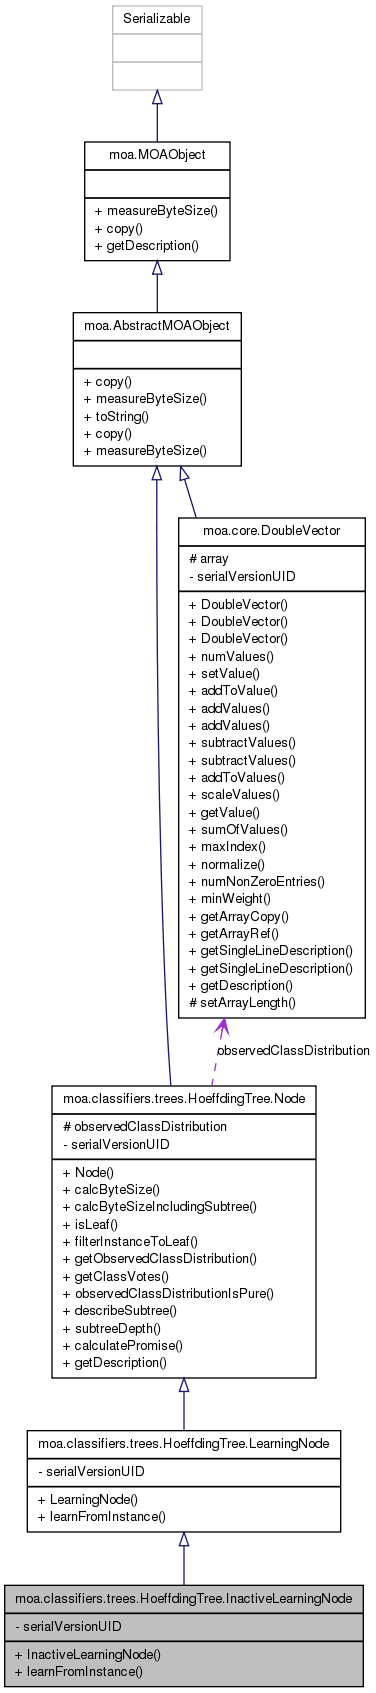 Serializable
moa.MOAObject
+ measureByteSize()
+ copy()
+ getDescription()
moa.AbstractMOAObject
+ copy()
+ measureByteSize()
+ toString()
+ copy()
+ measureByteSize()
moa.core.DoubleVector
# array
- serialVersionUID
+ DoubleVector()
+ DoubleVector()
+ DoubleVector()
+ numValues()
+ setValue()
+ addToValue()
+ addValues()
+ addValues()
+ subtractValues()
+ subtractValues()
+ addToValues()
+ scaleValues()
+ getValue()
+ sumOfValues()
+ maxIndex()
+ normalize()
+ numNonZeroEntries()
+ minWeight()
+ getArrayCopy()
+ getArrayRef()
+ getSingleLineDescription()
+ getSingleLineDescription()
+ getDescription()
# setArrayLength()
observedClassDistribution
moa.classifiers.trees.HoeffdingTree.Node
# observedClassDistribution
- serialVersionUID
+ Node()
+ calcByteSize()
+ calcByteSizeIncludingSubtree()
+ isLeaf()
+ filterInstanceToLeaf()
+ getObservedClassDistribution()
+ getClassVotes()
+ observedClassDistributionIsPure()
+ describeSubtree()
+ subtreeDepth()
+ calculatePromise()
+ getDescription()
moa.classifiers.trees.HoeffdingTree.LearningNode
- serialVersionUID
+ LearningNode()
+ learnFromInstance()
moa.classifiers.trees.HoeffdingTree.InactiveLearningNode
- serialVersionUID
+ InactiveLearningNode()
+ learnFromInstance()